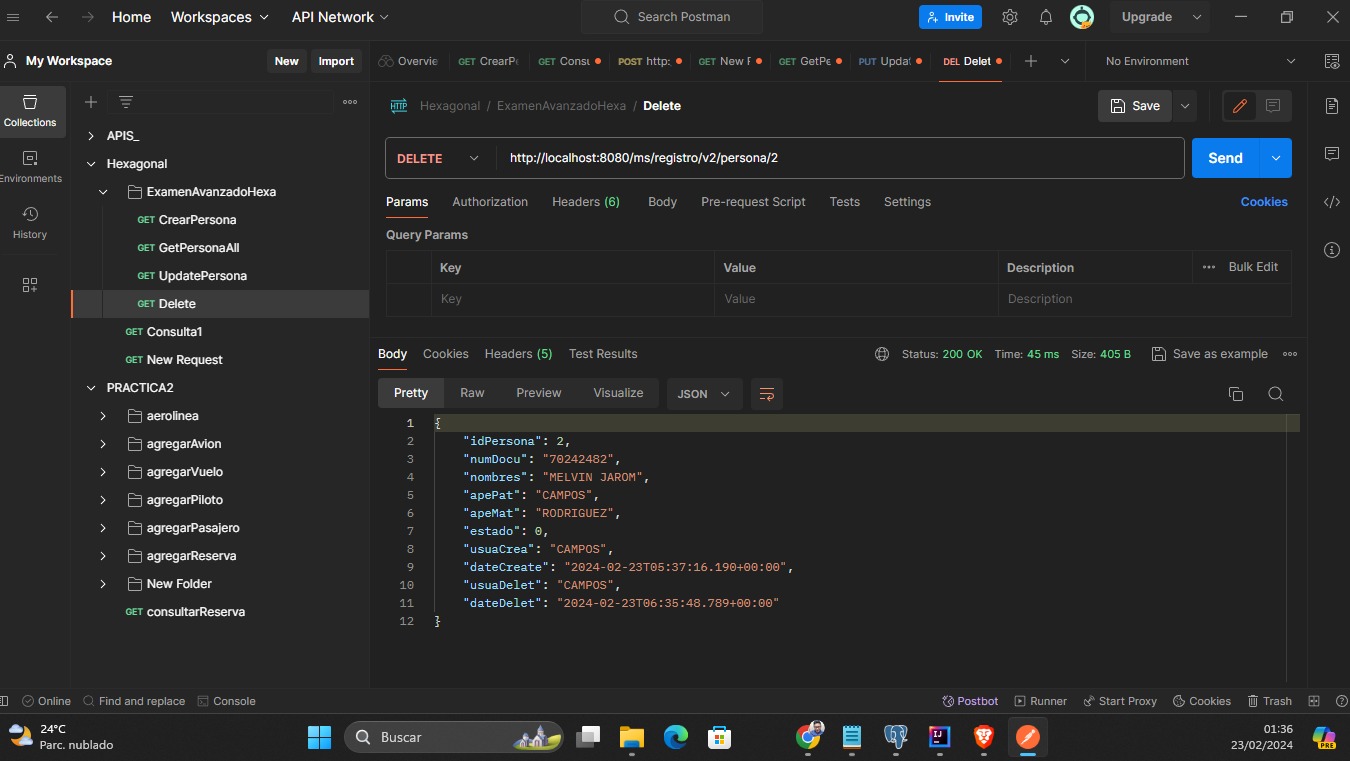 Home Workspaces API Network Search Postman Invite Upgrade
My Workspace New Import Overvie GET CrearP GET Consu POST http: GET New F GET GetPe PUT Updat DEL Delet No Environment
Collections
Environments
History
APIS_
Hexagonal
ExamenAvanzadoHexa
GET CrearPersona
GET GetPersonaAll
GET UpdatePersona
GET Delete
GET Consulta1
GET New Request
PRACTICA2
aerolinea
agregarAvion
agregarVuelo
agregarPiloto
agregarPasajero
agregarReserva
New Folder
GET consultarReserva
HTTP Hexagonal / ExamenAvanzadoHexa / Delete Save
DELETE http://localhost:8080/ms/registro/v2/persona/2 Send
Params Authorization Headers (6) Body Pre-request Script Tests Settings Cookies
Query Params
Key Value Description Bulk Edit
Key Value Description
Body Cookies Headers (5) Test Results Status: 200 OK Time: 45 ms Size: 405 B Save as example
Pretty Raw Preview Visualize JSON
1 {
2 "idPersona": 2,
3 "numDocu": "70242482",
4 "nombres": "MELVIN JAROM",
5 "apePat": "CAMPOS",
6 "apeMat": "RODRIGUEZ",
7 "estado": 0,
8 "usuaCrea": "CAMPOS",
9 "dateCreate": "2024-02-23T05:37:16.190+00:00",
10 "usuaDelet": "CAMPOS",
11 "dateDelet": "2024-02-23T06:35:48.789+00:00"
12 }
Online Find and replace Console Postbot Runner Start Proxy Cookies Trash
24°C
Parc. nublado
Buscar
IJ
PRE
01:36
23/02/2024